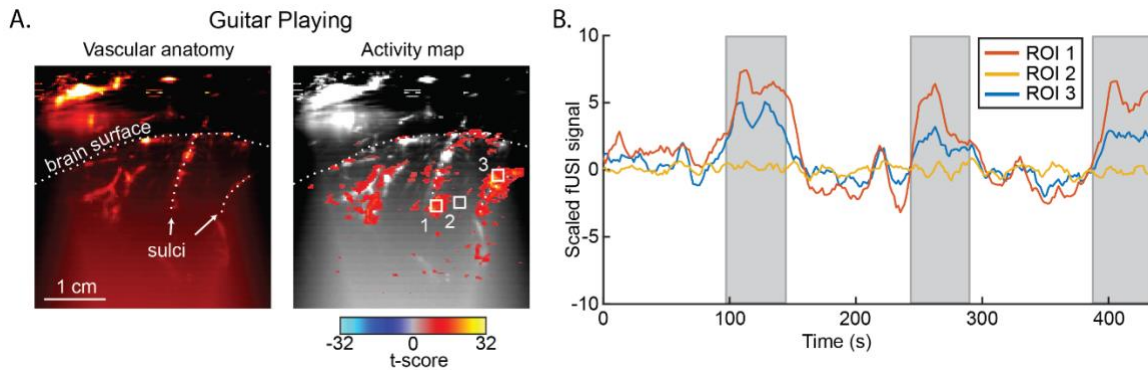 A.
Guitar Playing
Vascular anatomy
Activity map
brain surface
sulci
1 cm
1
2
3
-32
0
32
t-score
B.
10
5
0
-5
-10
Scaled fUSI signal
0
100
200
300
400
Time (s)
ROI 1
ROI 2
ROI 3